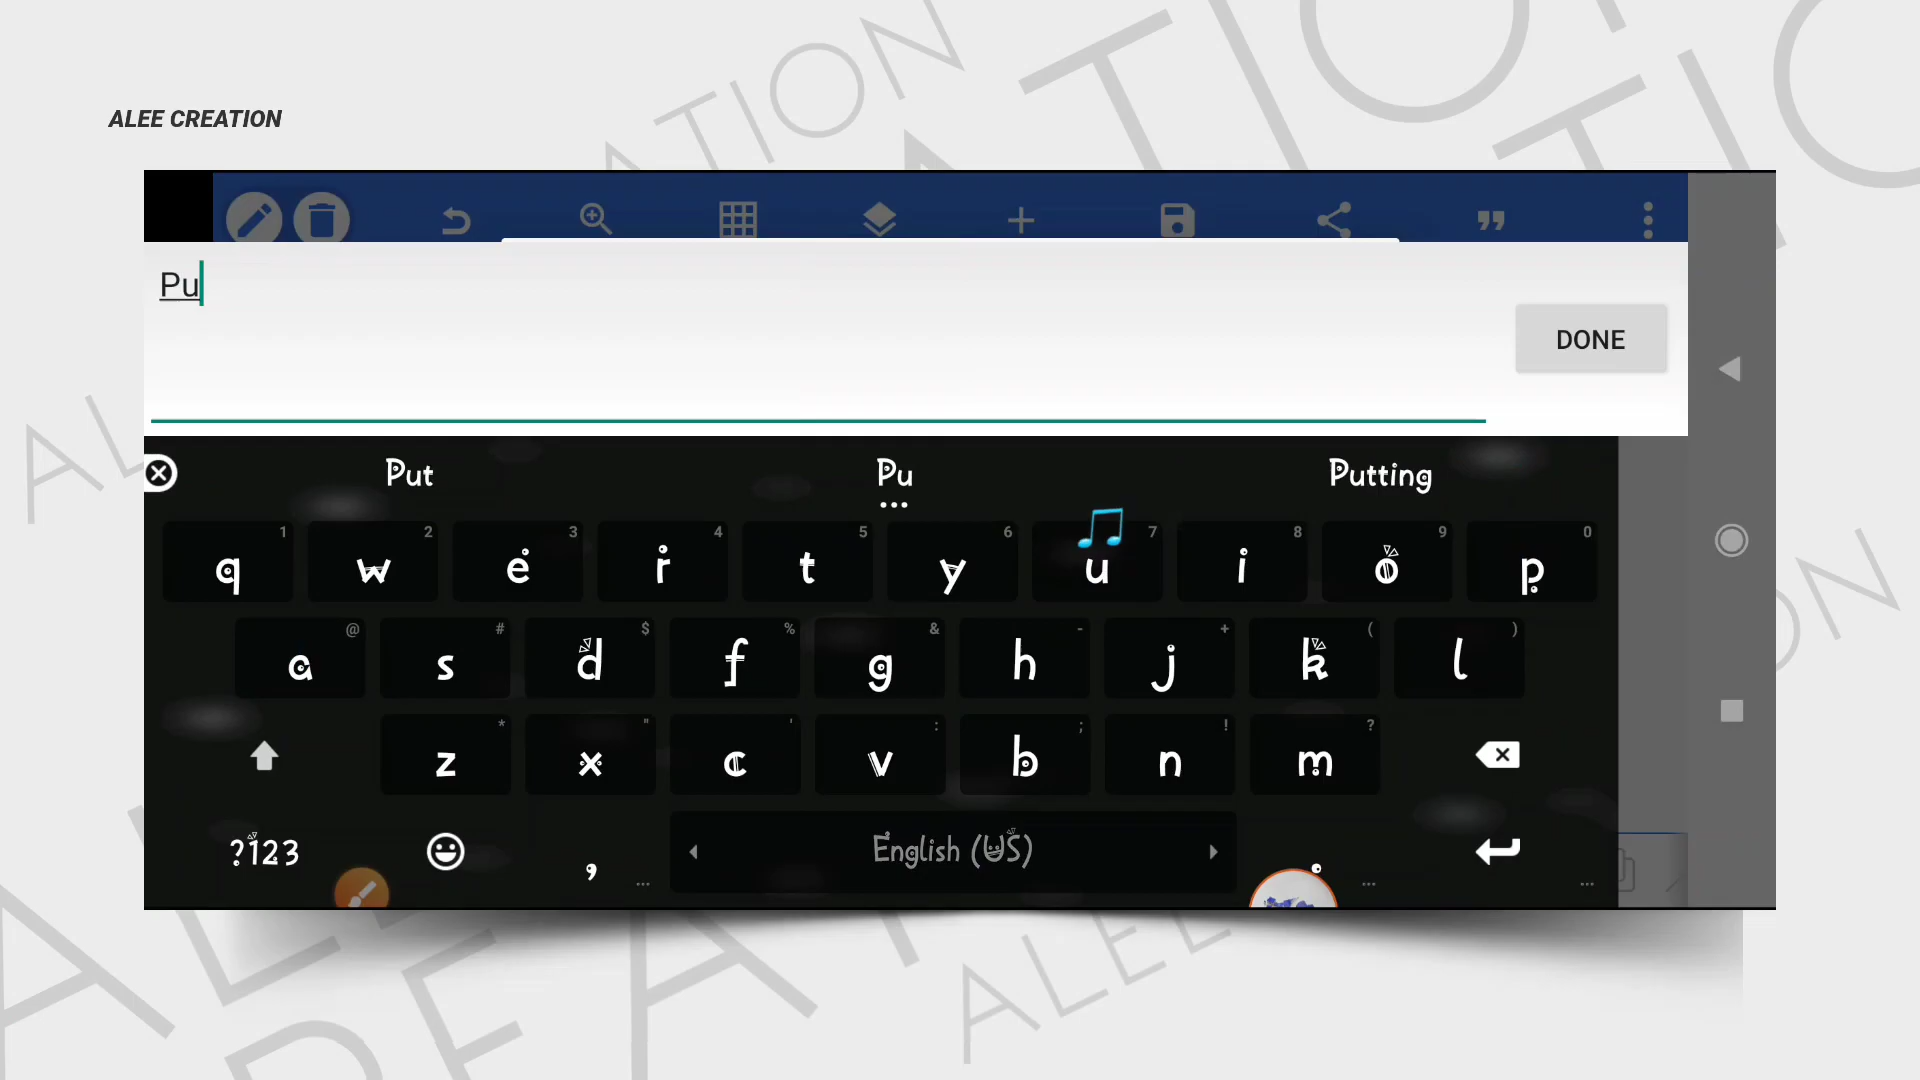 ALEE CREATION
Pu
DONE
Put Pu Putting
1 2 3 4 5 6 7 8 9 0
q w e r t y u i o p
@ # $ % & - + ( )
a s d f g h j k l
* " ' : ; ! ?
z x c v b n m
?123 , English (US) .